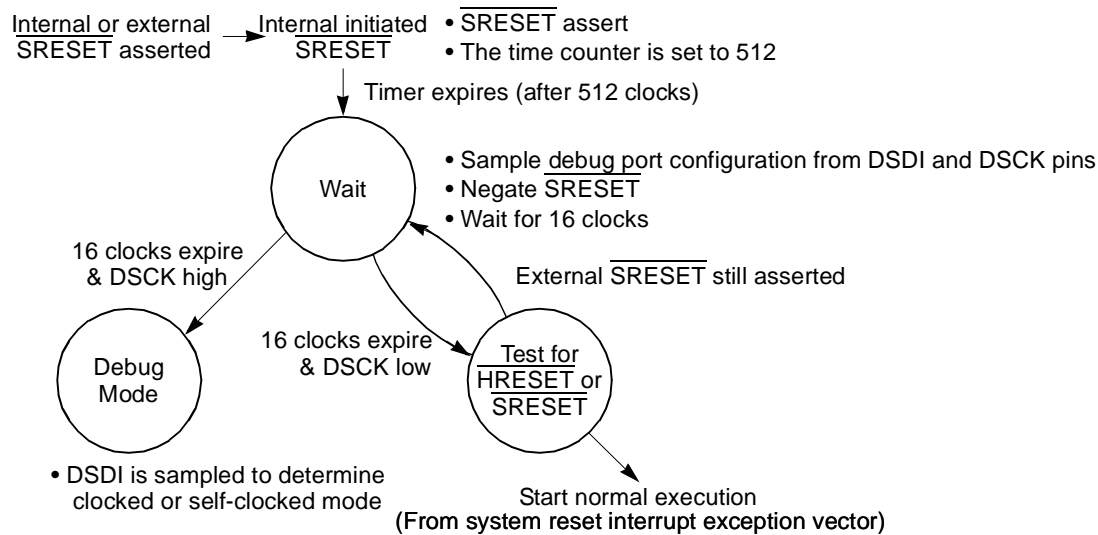 Internal or external
SRESET asserted
Internal initiated
SRESET
• SRESET assert
• The time counter is set to 512
Timer expires (after 512 clocks)
Wait
• Sample debug port configuration from DSDI and DSCK pins
• Negate SRESET
• Wait for 16 clocks
16 clocks expire
& DSCK high
External SRESET still asserted
16 clocks expire
& DSCK low
Debug
Mode
Test for
HRESET or
SRESET
• DSDI is sampled to determine
clocked or self-clocked mode
Start normal execution
(From system reset interrupt exception vector)